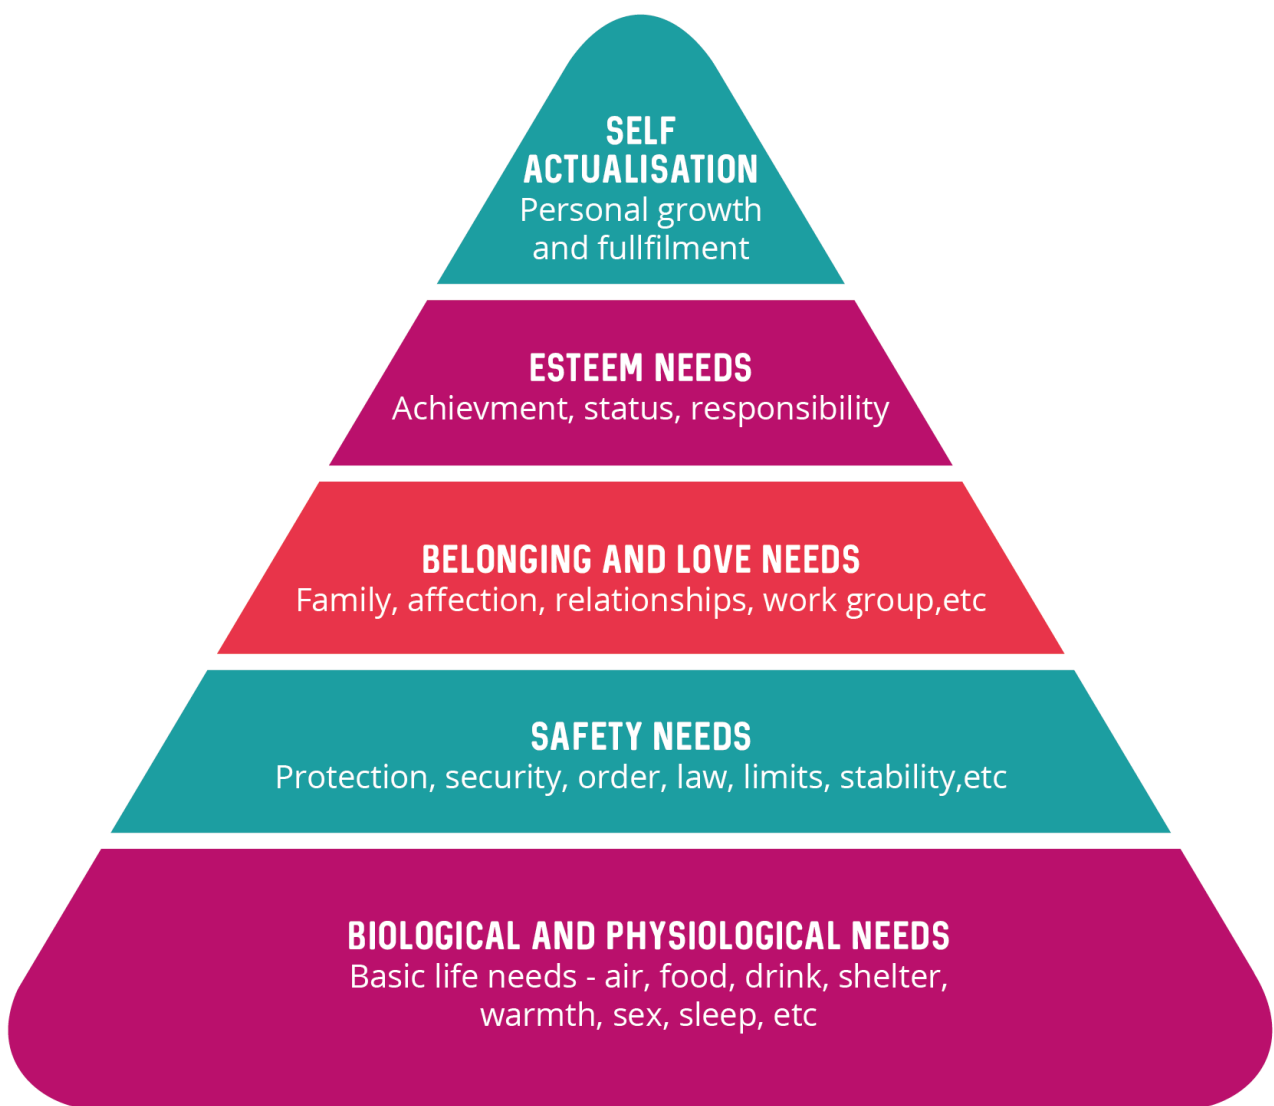 SELF
ACTUALISATION
Personal growth
and fullfilment
ESTEEM NEEDS
Achievment, status, responsibility
BELONGING AND LOVE NEEDS
Family, affection, relationships, work group,etc
SAFETY NEEDS
Protection, security, order, law, limits, stability,etc
BIOLOGICAL AND PHYSIOLOGICAL NEEDS
Basic life needs - air, food, drink, shelter,
warmth, sex, sleep, etc